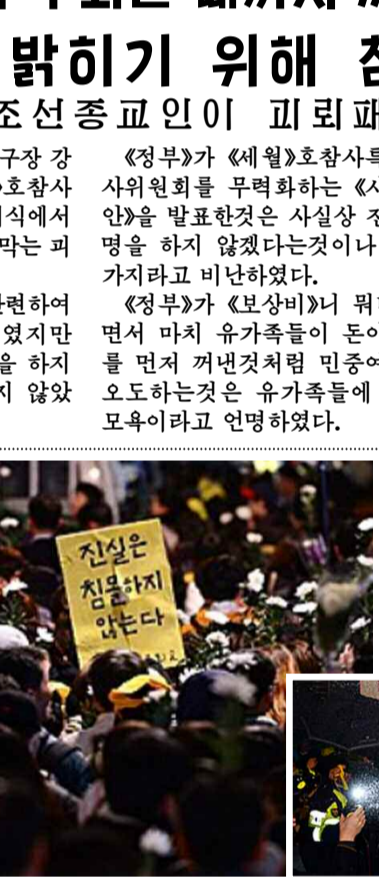 밝히기 위해
조선종교인이 괴뢰패
구장 강
호참사
식에서
막는 괴
《정부》가 《세월》호참사특
사위원회를 무력화하는 《시
안》을 발표한것은 사실상 진
명을 하지 않겠다는것이나
가지라고 비난하였다.
련하여
였지만
을 하지
지 않았
《정부》가 《보상비》니 뭐
면서 마치 유가족들이 돈이
를 먼저 꺼낸것처럼 민중여
오도하는것은 유가족들에
모욕이라고 언명하였다.
진실은
침몰하지
않는다